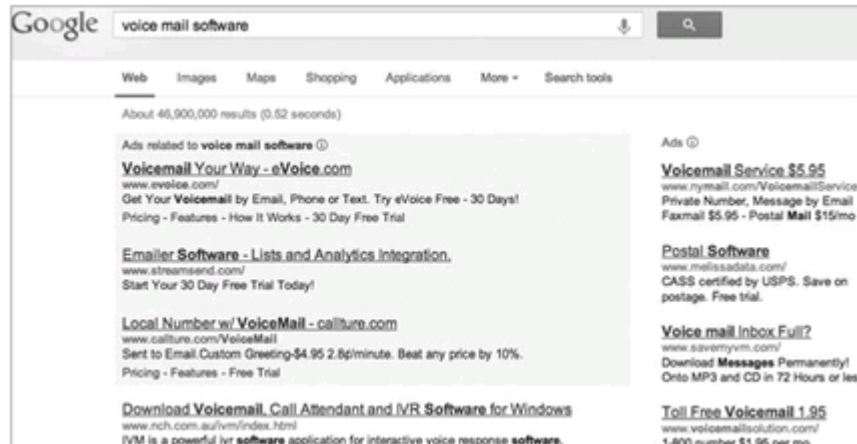 Google
voice mail software
Web Images Maps Shopping Applications More Search tools
About 46,900,000 results (0.52 seconds)
Ads related to voice mail software
Voicemail Your Way - eVoice.com
www.evoice.com/
Get Your Voicemail by Email, Phone or Text. Try eVoice Free - 30 Days!
Pricing - Features - How It Works - 30 Day Free Trial
Emailer Software - Lists and Analytics Integration.
www.streamsend.com/
Start Your 30 Day Free Trial Today!
Local Number w/ VoiceMail - callture.com
www.callture.com/VoiceMail
Sent to Email.Custom Greeting-$4.95 2.8¢/minute. Beat any price by 10%.
Pricing - Features - Free Trial
Download Voicemail, Call Attendant and IVR Software for Windows
www.nch.com.au/ivm/index.html
IVM is a powerful ivr software application for interactive voice response software.
Ads
Voicemail Service $5.95
www.nymail.com/VoicemailService
Private Number, Message by Email
Faxmail $5.95 - Postal Mail $15/mo
Postal Software
www.melissadata.com/
CASS certified by USPS. Save on
postage. Free trial.
Voice mail Inbox Full?
www.savemyvm.com/
Download Messages Permanently!
Onto MP3 and CD in 72 Hours or les
Toll Free Voicemail 1.95
www.voicemailsolution.com/
1-800 number $1.95 per mo